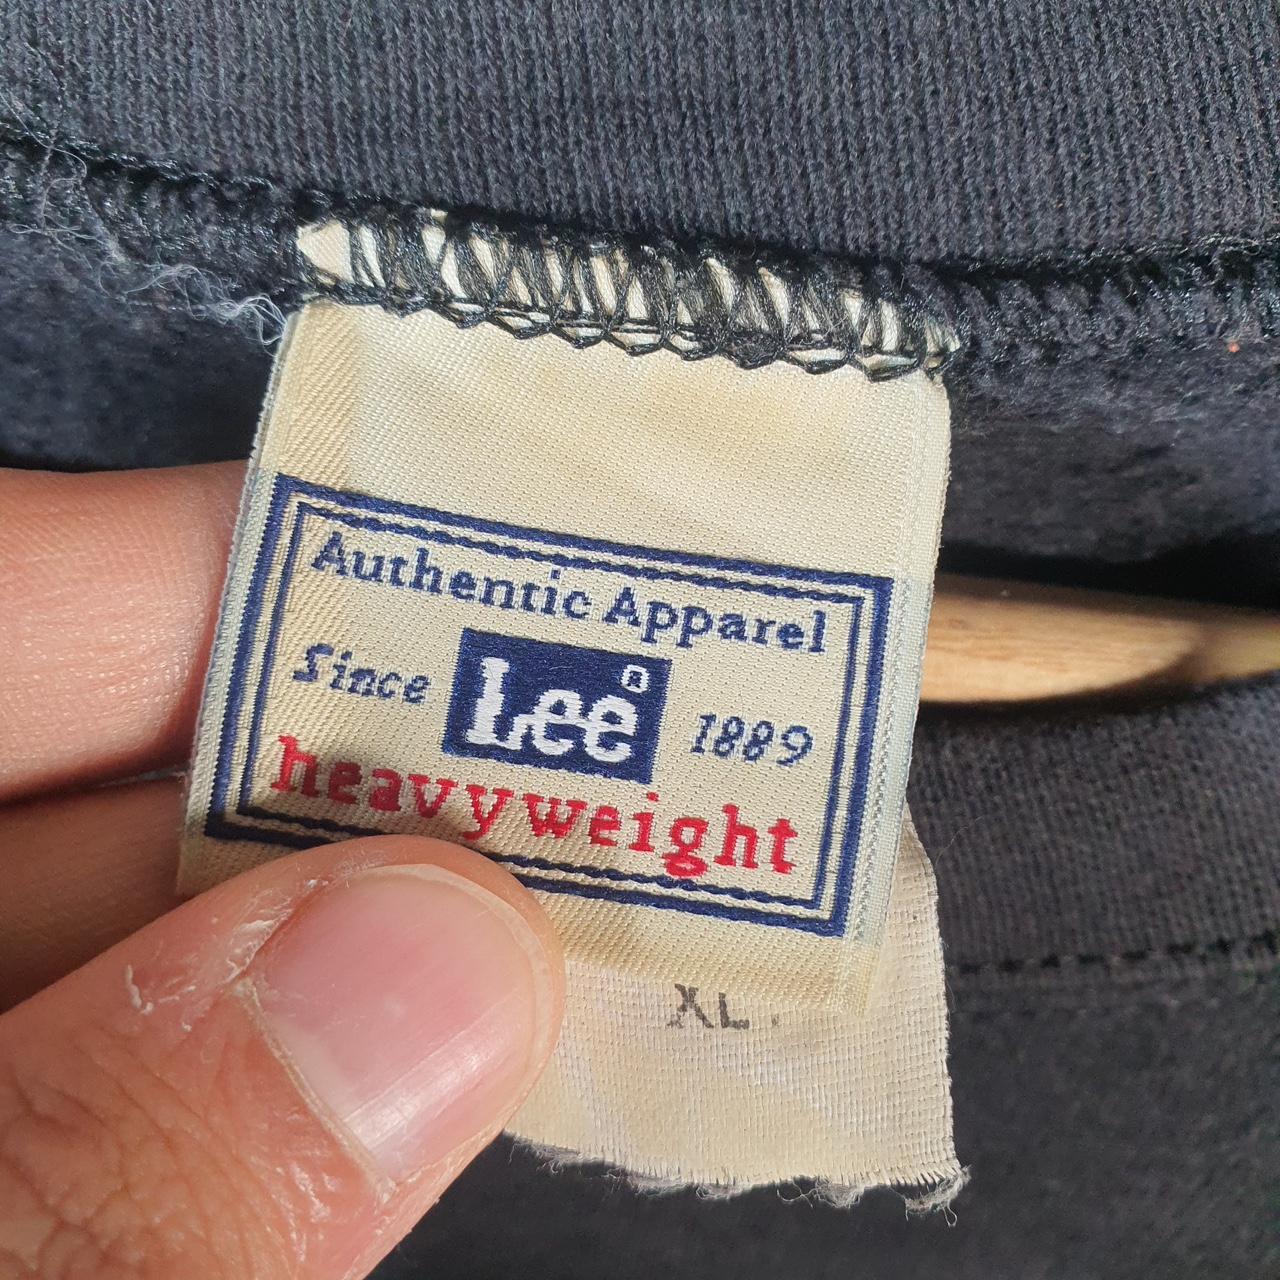 Authentic Apparel
Since Lee® 1889
heavyweight
XL